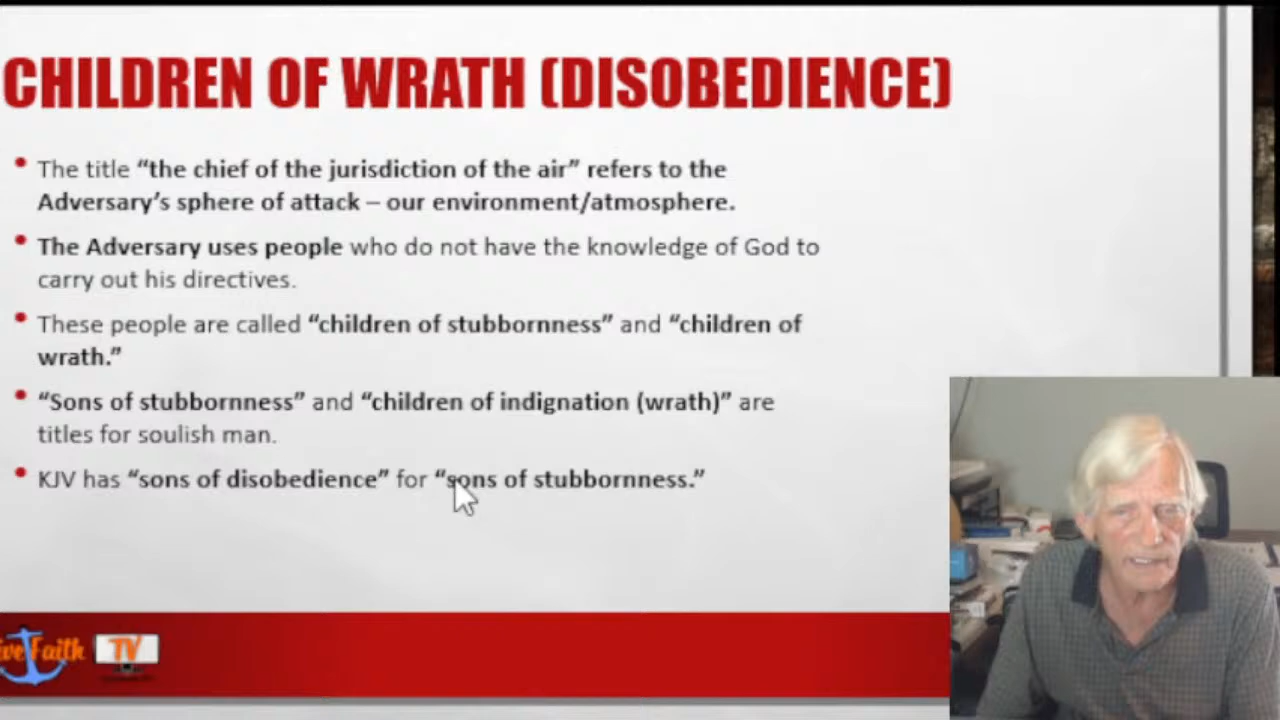 CHILDREN OF WRATH (DISOBEDIENCE)
The title “the chief of the jurisdiction of the air” refers to the
Adversary’s sphere of attack – our environment/atmosphere.
The Adversary uses people who do not have the knowledge of God to
carry out his directives.
These people are called “children of stubbornness” and “children of
wrath.”
“Sons of stubbornness” and “children of indignation (wrath)” are
titles for soulish man.
KJV has “sons of disobedience” for “sons of stubbornness.”
ive Faith TV